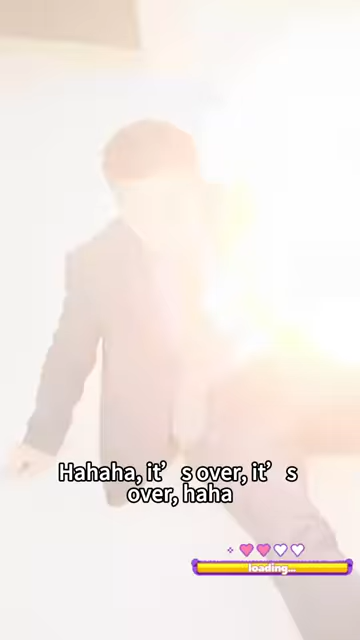 Hahaha, it’s over, it’s
over, haha
loading...